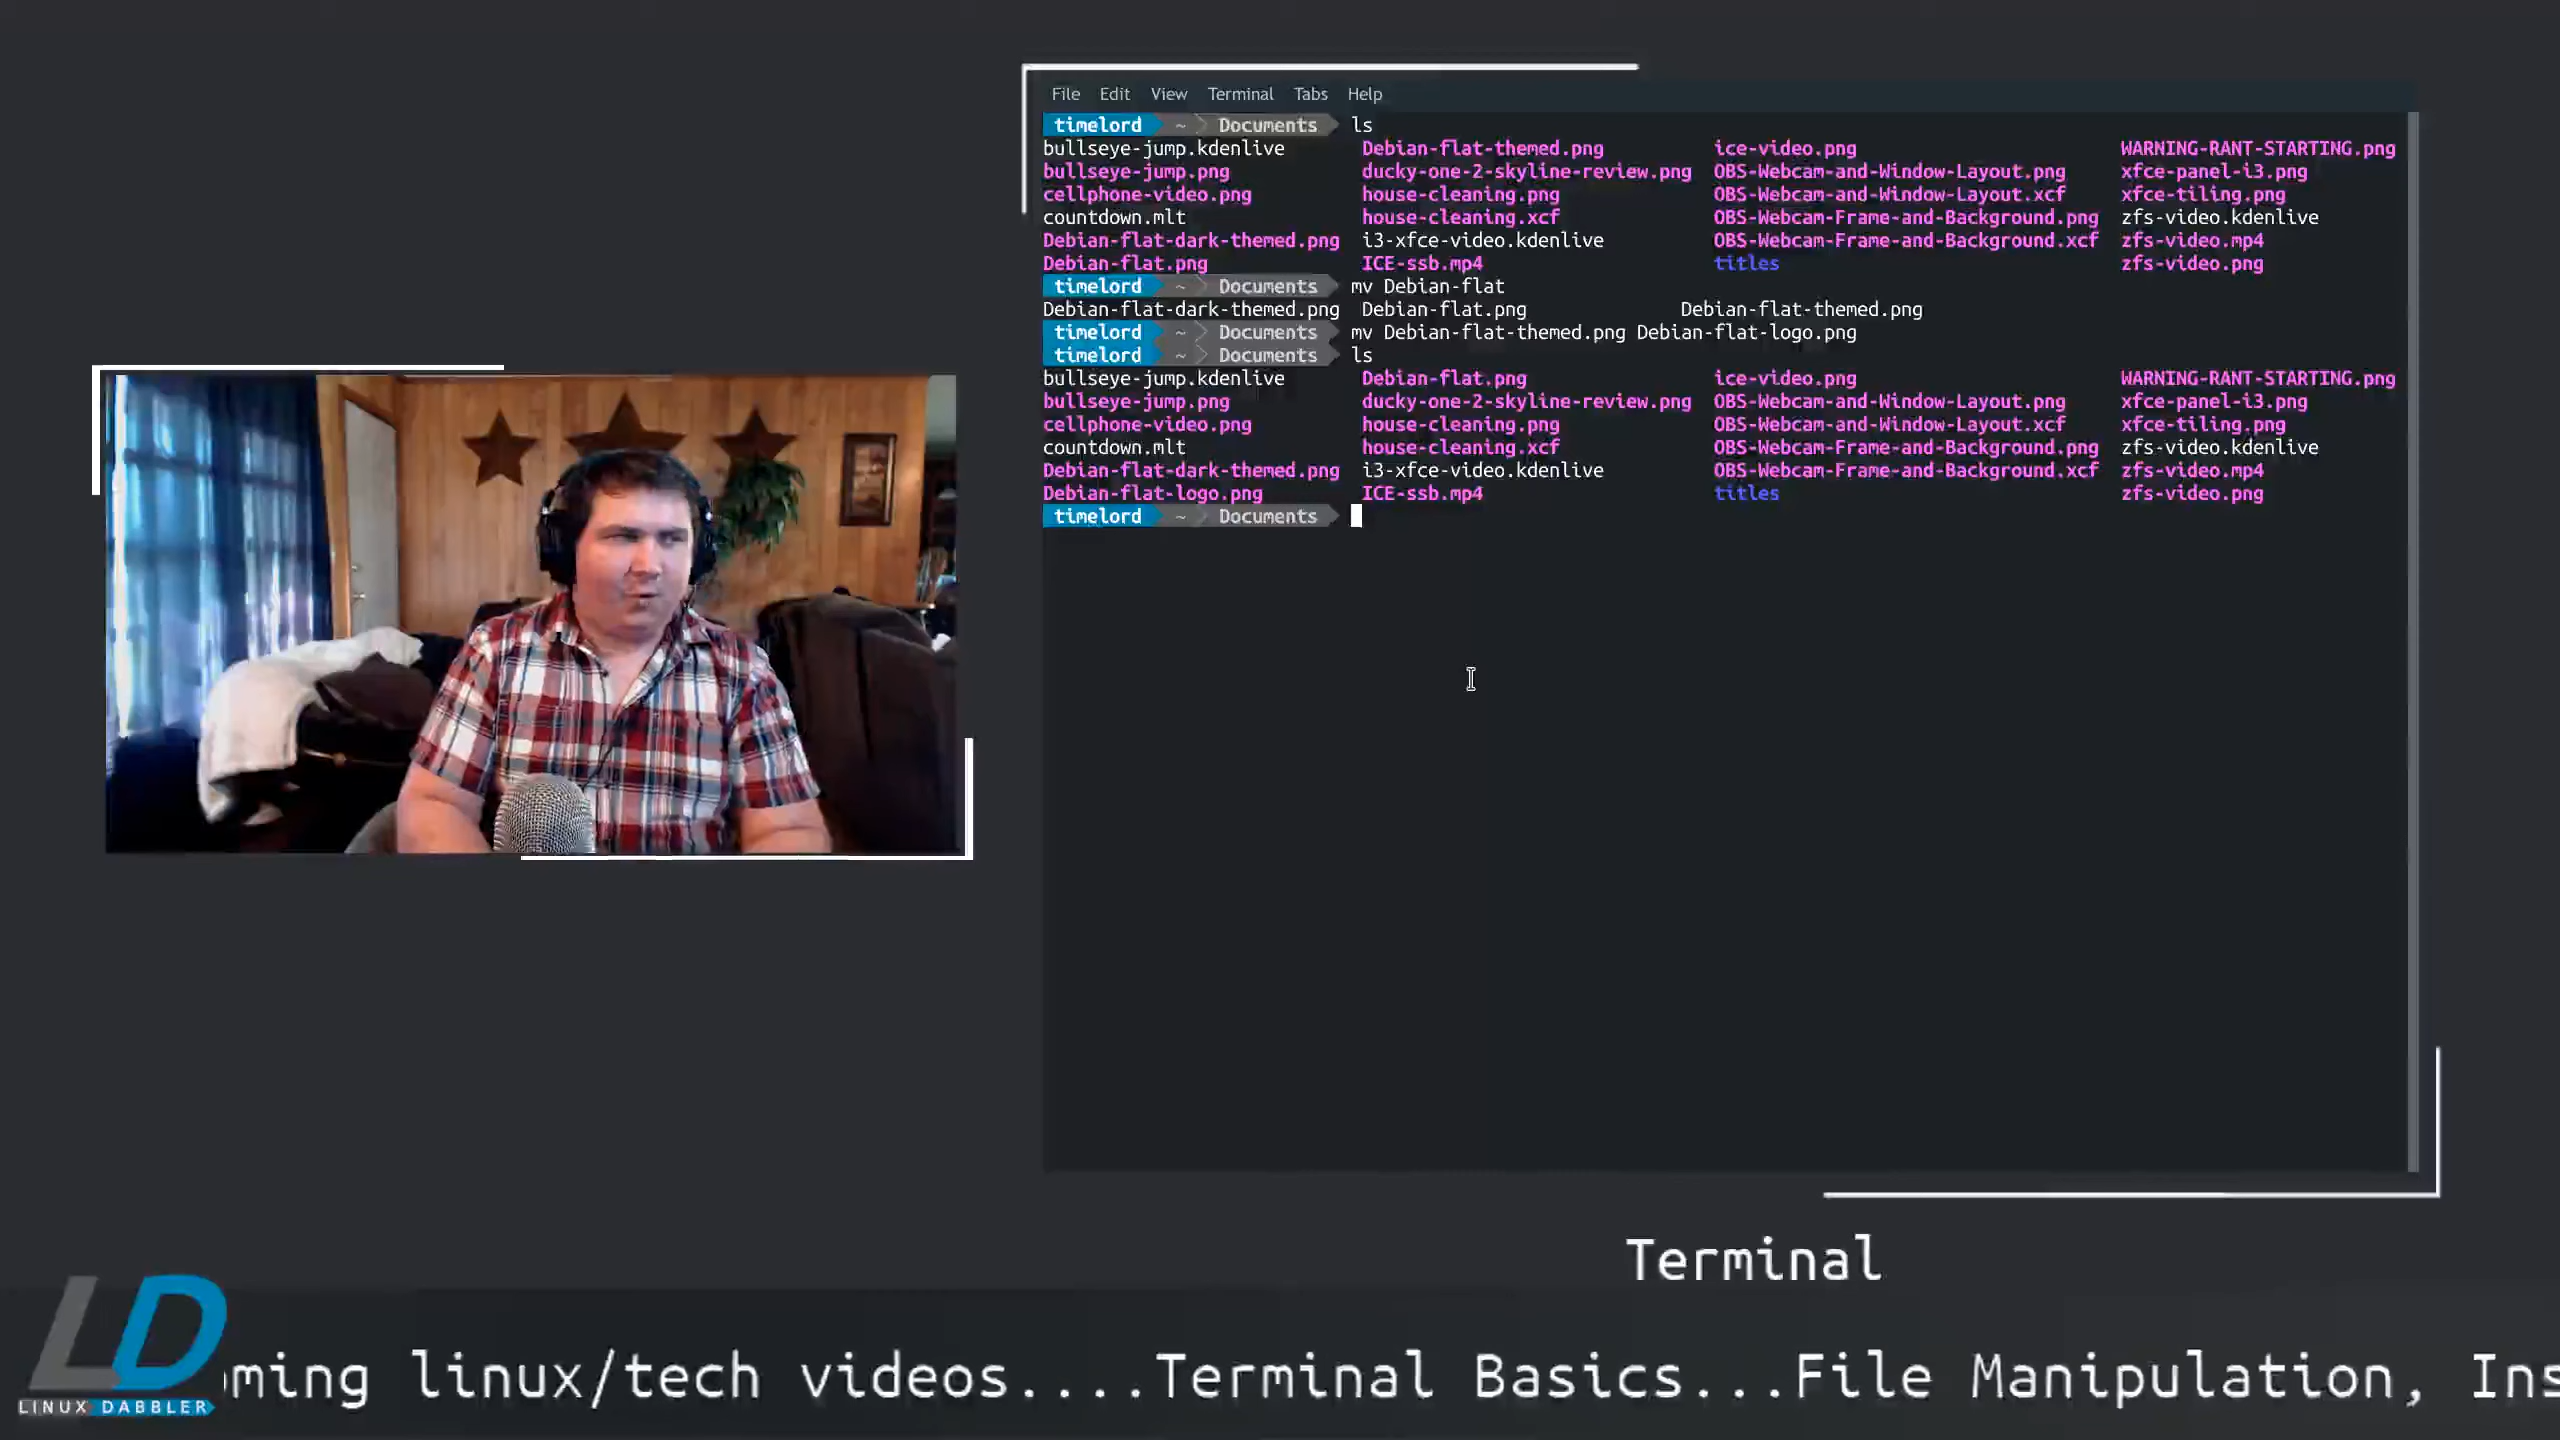 File Edit View Terminal Tabs Help
timelord ~ Documents ls
bullseye-jump.kdenlive Debian-flat-themed.png ice-video.png WARNING-RANT-STARTING.png
bullseye-jump.png ducky-one-2-skyline-review.png OBS-Webcam-and-Window-Layout.png xfce-panel-i3.png
cellphone-video.png house-cleaning.png OBS-Webcam-and-Window-Layout.xcf xfce-tiling.png
countdown.mlt house-cleaning.xcf OBS-Webcam-Frame-and-Background.png zfs-video.kdenlive
Debian-flat-dark-themed.png i3-xfce-video.kdenlive OBS-Webcam-Frame-and-Background.xcf zfs-video.mp4
Debian-flat.png ICE-ssb.mp4 titles zfs-video.png
timelord ~ Documents mv Debian-flat
Debian-flat-dark-themed.png Debian-flat.png Debian-flat-themed.png
timelord ~ Documents mv Debian-flat-themed.png Debian-flat-logo.png
timelord ~ Documents ls
bullseye-jump.kdenlive Debian-flat.png ice-video.png WARNING-RANT-STARTING.png
bullseye-jump.png ducky-one-2-skyline-review.png OBS-Webcam-and-Window-Layout.png xfce-panel-i3.png
cellphone-video.png house-cleaning.png OBS-Webcam-and-Window-Layout.xcf xfce-tiling.png
countdown.mlt house-cleaning.xcf OBS-Webcam-Frame-and-Background.png zfs-video.kdenlive
Debian-flat-dark-themed.png i3-xfce-video.kdenlive OBS-Webcam-Frame-and-Background.xcf zfs-video.mp4
Debian-flat-logo.png ICE-ssb.mp4 titles zfs-video.png
timelord ~ Documents
Terminal
LD
LINUX DABBLER
ming linux/tech videos....Terminal Basics...File Manipulation, Ins